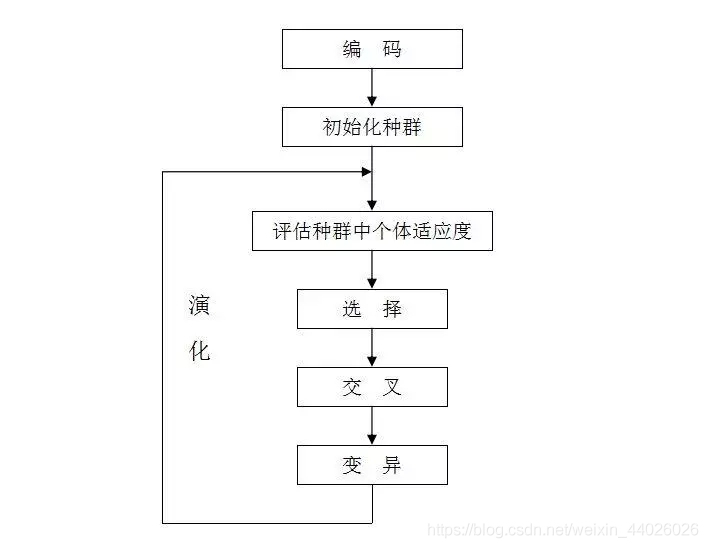 编 码
初始化种群
评估种群中个体适应度
选 择
演
化
交 叉
变 异
https://blog.csdn.net/weixin_44026026